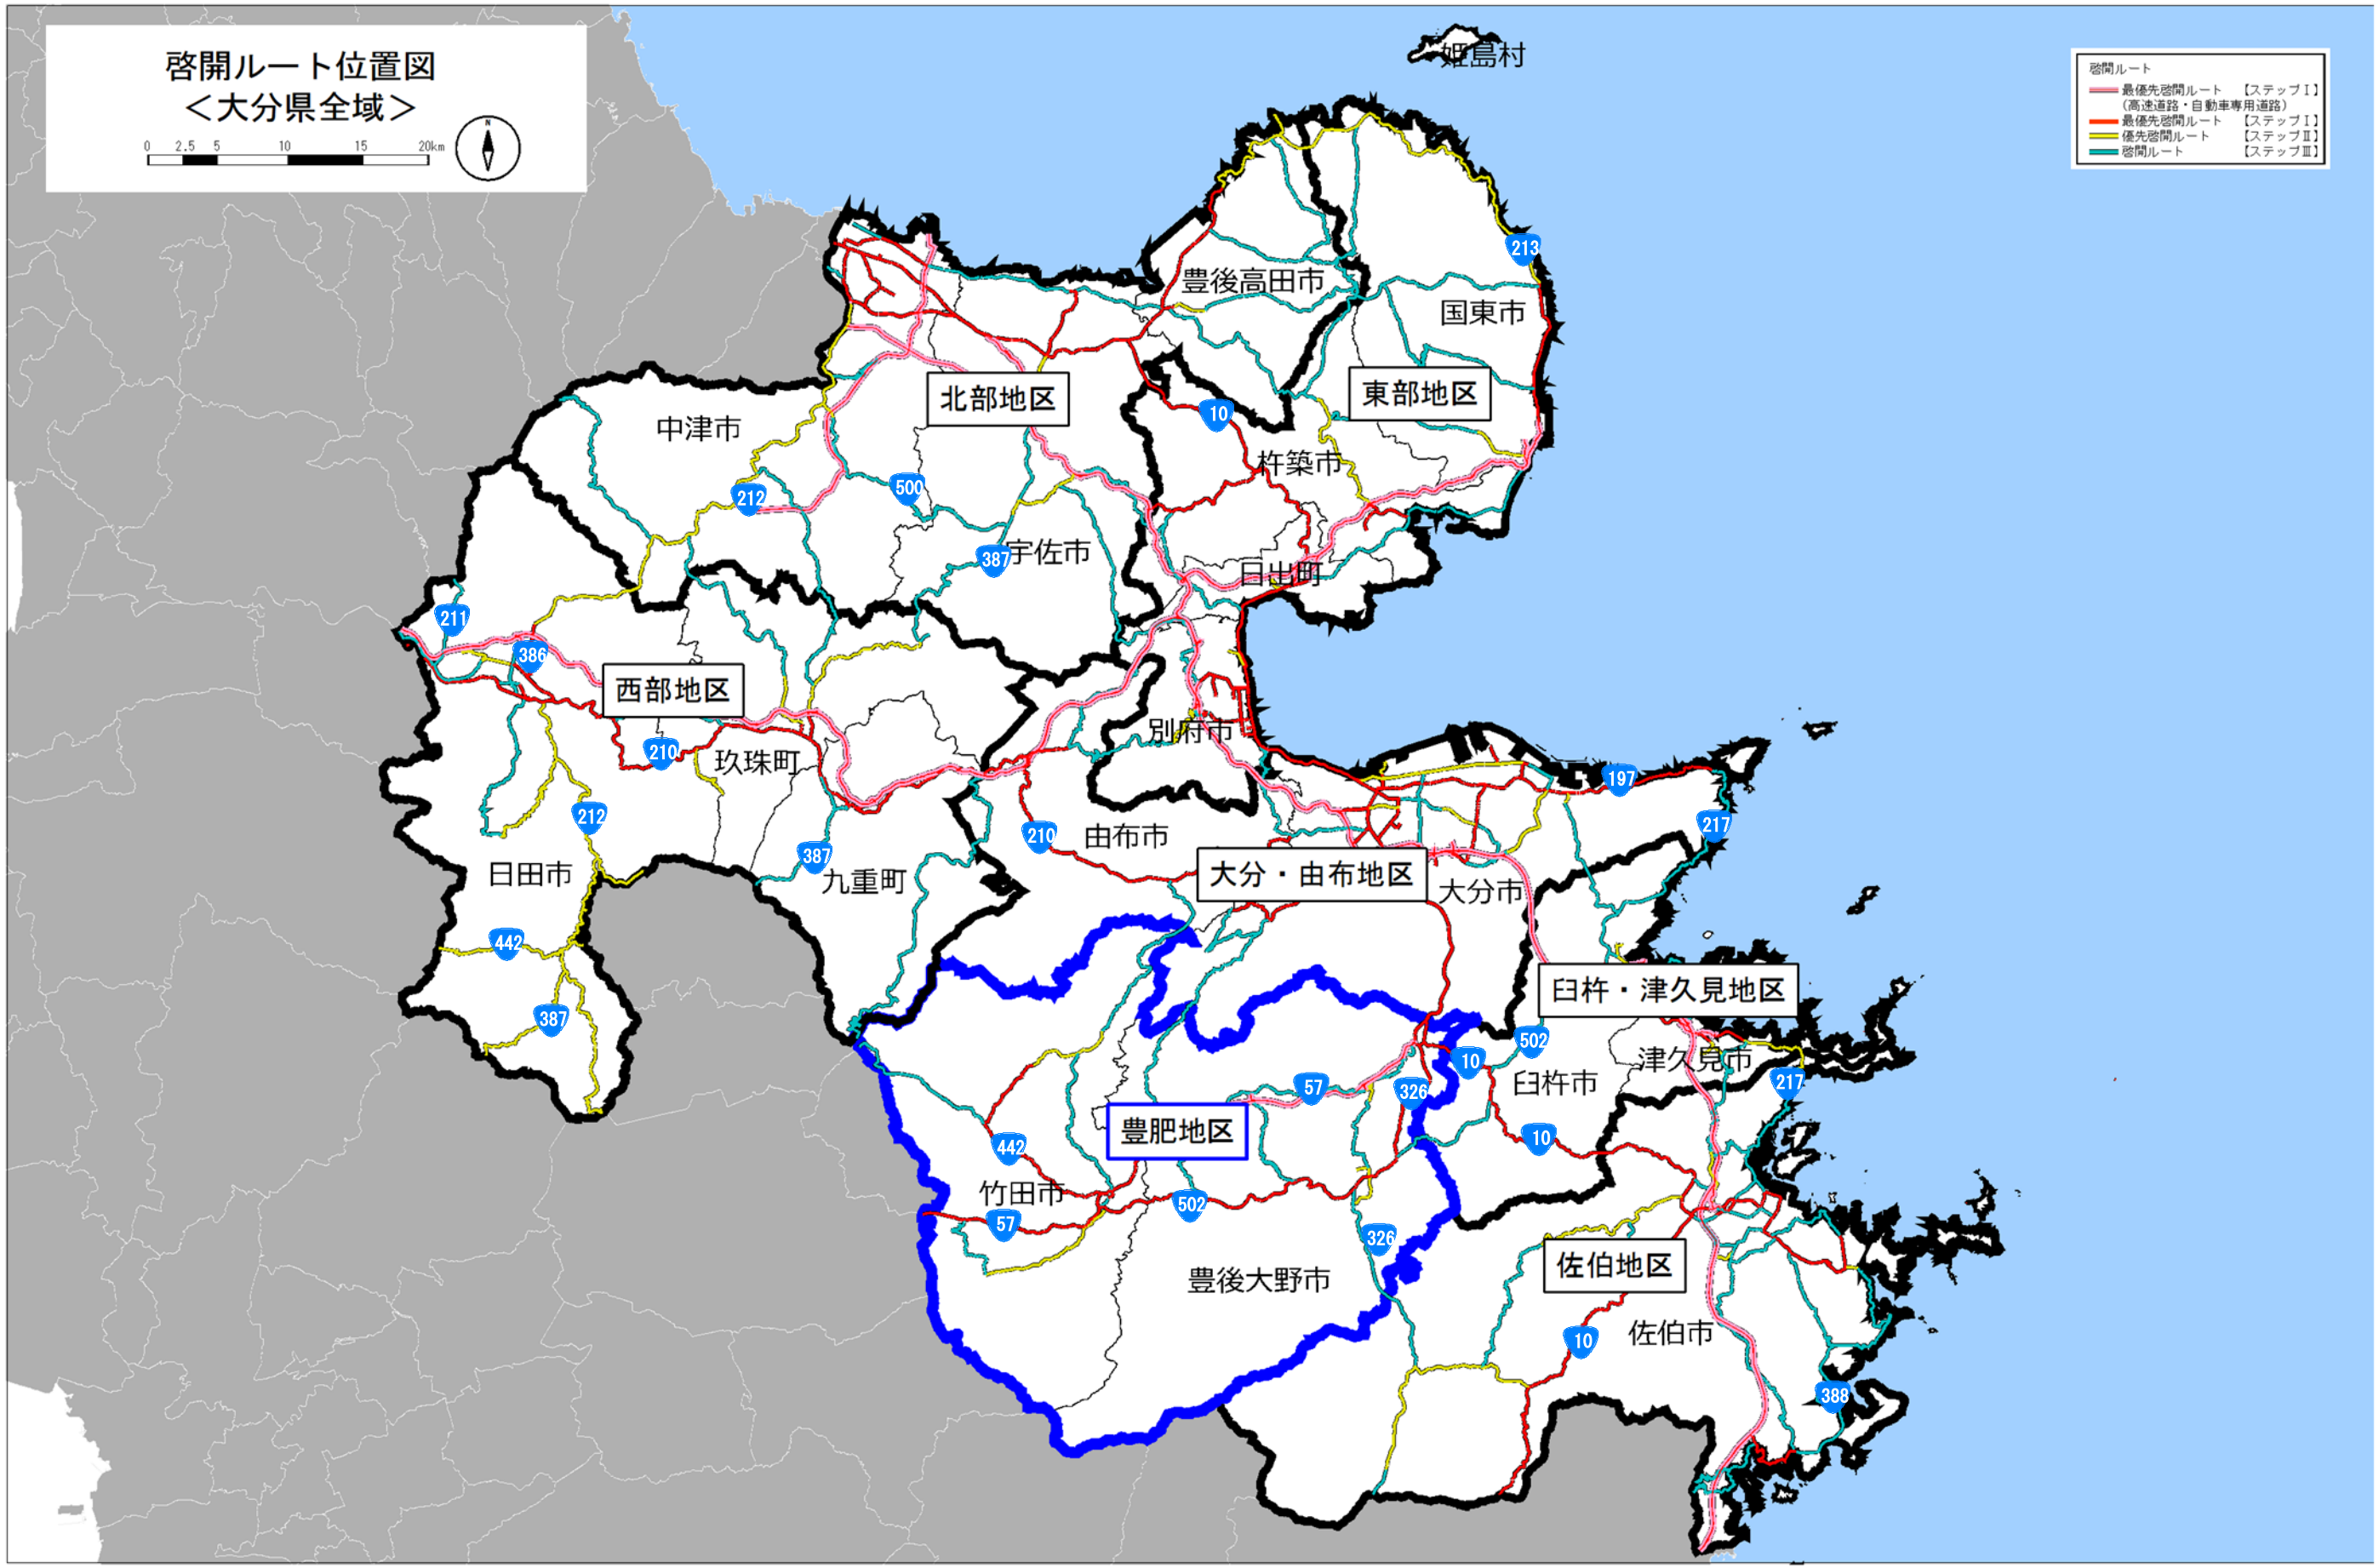 啓開ルート位置図
＜大分県全域＞
0 2.5 5 10 15 20km
N
啓開ルート
最優先啓開ルート 【ステップⅠ】
（高速道路・自動車専用道路）
最優先啓開ルート 【ステップⅠ】
優先啓開ルート 【ステップⅡ】
啓開ルート 【ステップⅢ】
姫島村
213
豊後高田市
国東市
北部地区
東部地区
中津市
10
杵築市
212
500
387
宇佐市
日出町
211
386
西部地区
別府市
210
玖珠町
197
212
217
210
由布市
387
日田市
九重町
大分・由布地区
大分市
442
臼杵・津久見地区
387
502
10
津久見市
57
326
臼杵市
217
豊肥地区
442
10
竹田市
502
57
326
豊後大野市
佐伯地区
10
佐伯市
388